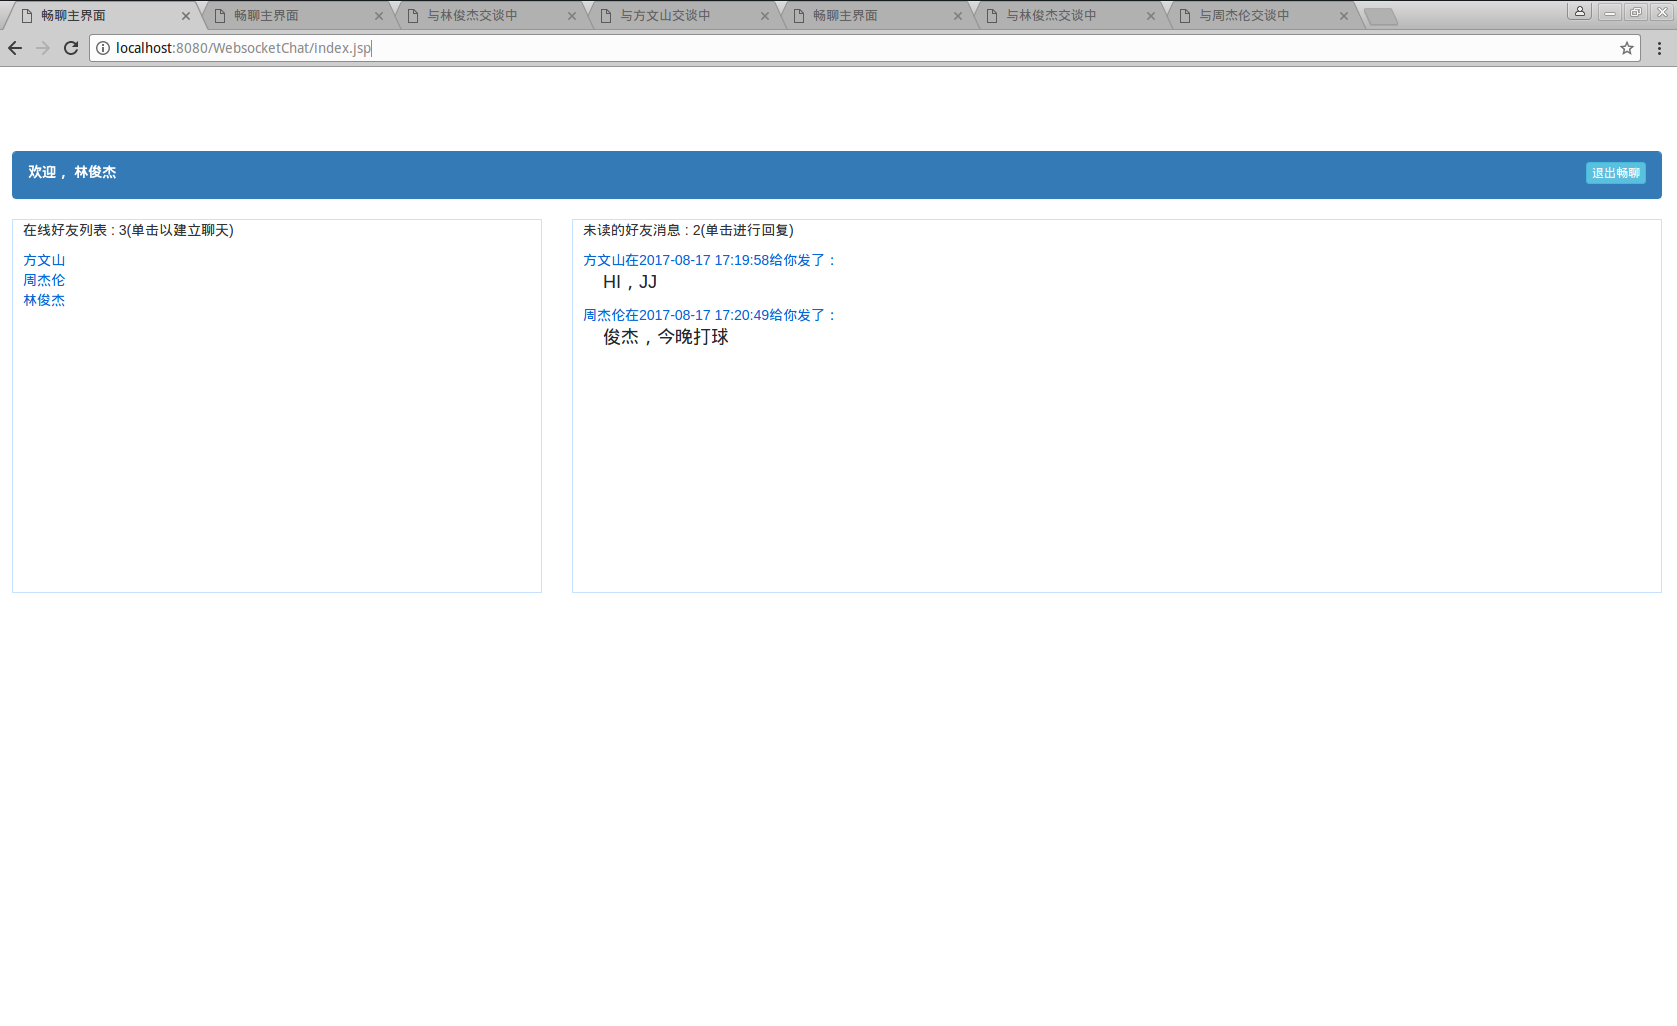 畅聊主界面
畅聊主界面
与林俊杰交谈中
与方文山交谈中
畅聊主界面
与林俊杰交谈中
与周杰伦交谈中
localhost:8080/WebsocketChat/Index.jsp
欢迎，林俊杰
退出畅聊
在线好友列表 : 3(单击以建立聊天)
方文山
周杰伦
林俊杰
未读的好友消息 : 2(单击进行回复)
方文山在2017-08-17 17:19:58给你发了：
HI，JJ
周杰伦在2017-08-17 17:20:49给你发了：
俊杰，今晚打球